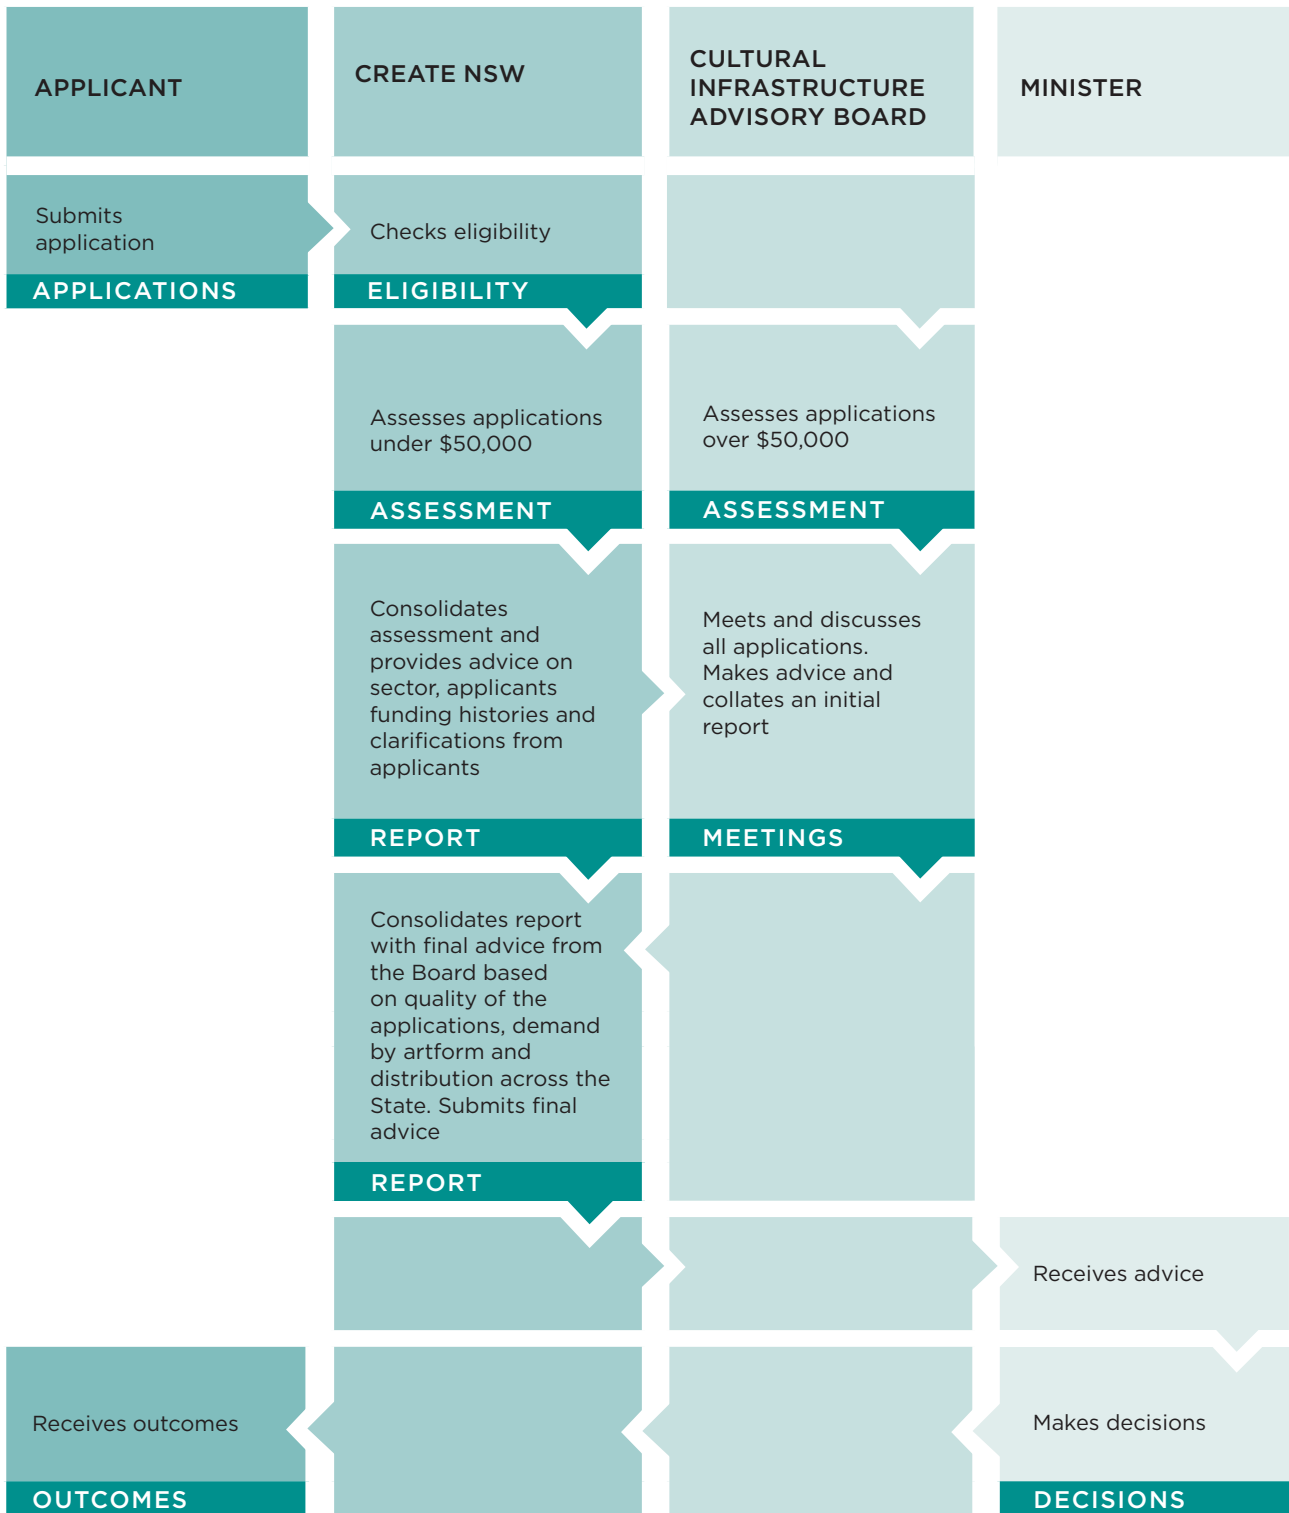 APPLICANT
CREATE NSW
CULTURAL
INFRASTRUCTURE
ADVISORY BOARD
MINISTER
Submits
application
APPLICATIONS
Checks eligibility
ELIGIBILITY
Assesses applications
under $50,000
ASSESSMENT
Assesses applications
over $50,000
ASSESSMENT
Consolidates
assessment and
provides advice on
sector, applicants
funding histories and
clarifications from
applicants
REPORT
Meets and discusses
all applications.
Makes advice and
collates an initial
report
MEETINGS
Consolidates report
with final advice from
the Board based
on quality of the
applications, demand
by artform and
distribution across the
State. Submits final
advice
REPORT
Receives advice
Receives outcomes
OUTCOMES
Makes decisions
DECISIONS